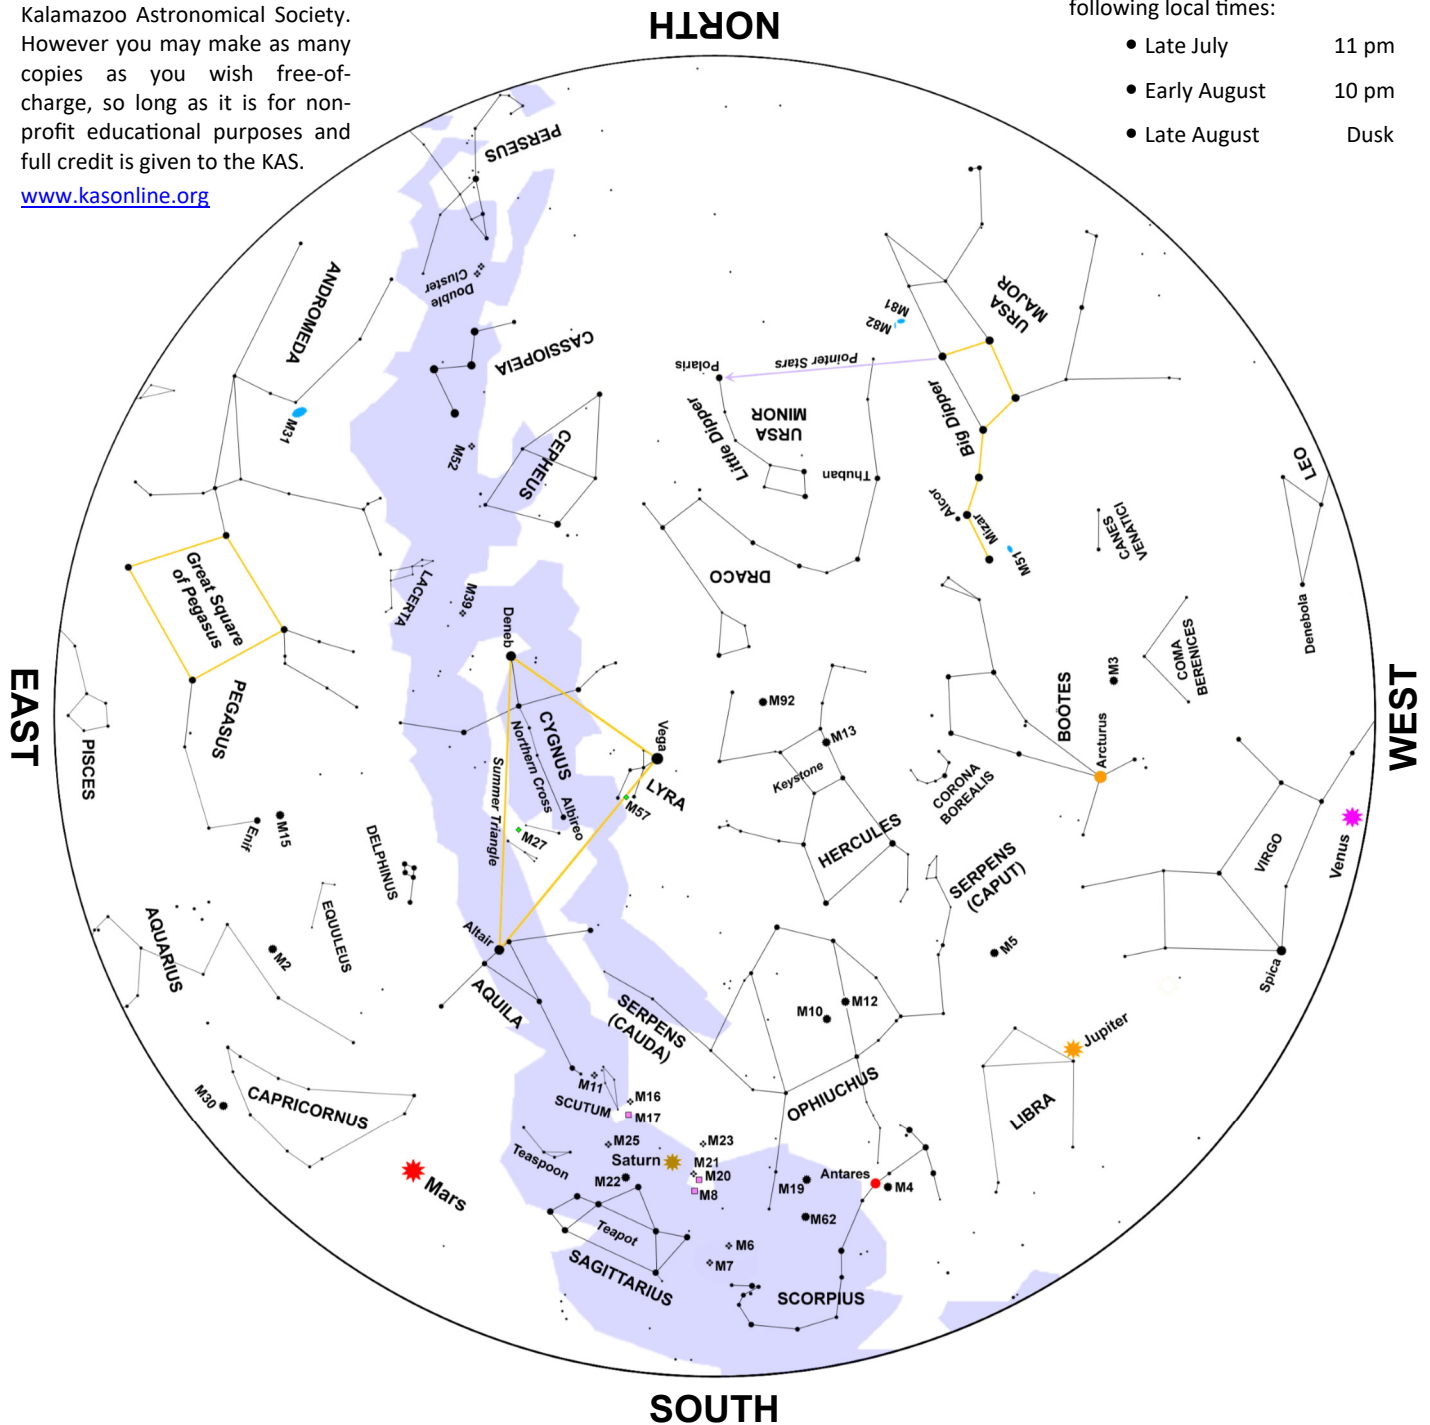 Kalamazoo Astronomical Society.
However you may make as many
copies as you wish free-of-
charge, so long as it is for non-
profit educational purposes and
full credit is given to the KAS.
www.kasonline.org
following local times:
• Late July 11 pm
• Early August 10 pm
• Late August Dusk
NORTH
PERSEUS
Double
Cluster
ANDROMEDA
M31
CASSIOPEIA
M52
CEPHEUS
Polaris
Pointer Stars
Little Dipper
URSA
MINOR
Thuban
M81
M82
URSA
MAJOR
Big Dipper
Alcor
Mizar
M51
CANES
VENATICI
LEO
Denebola
DRACO
LACERTA
M39
Great Square
of Pegasus
PEGASUS
Enif
M15
PISCES
EAST
Deneb
CYGNUS
Northern Cross
Albireo
Summer Triangle
Vega
LYRA
M57
M27
M92
M13
Keystone
HERCULES
CORONA
BOREALIS
BOÖTES
Arcturus
M3
COMA
BERENICES
WEST
VIRGO
Venus
Spica
SERPENS
(CAPUT)
M5
DELPHINUS
EQUULEUS
AQUARIUS
M2
Altair
AQUILA
SERPENS
(CAUDA)
M10
M12
OPHIUCHUS
Jupiter
LIBRA
CAPRICORNUS
M30
Mars
M11
SCUTUM
M16
M17
M25
M23
Teaspoon
Saturn
M21
M20
M22
M8
M19
Antares
M4
M62
Teapot
SAGITTARIUS
M6
M7
SCORPIUS
SOUTH